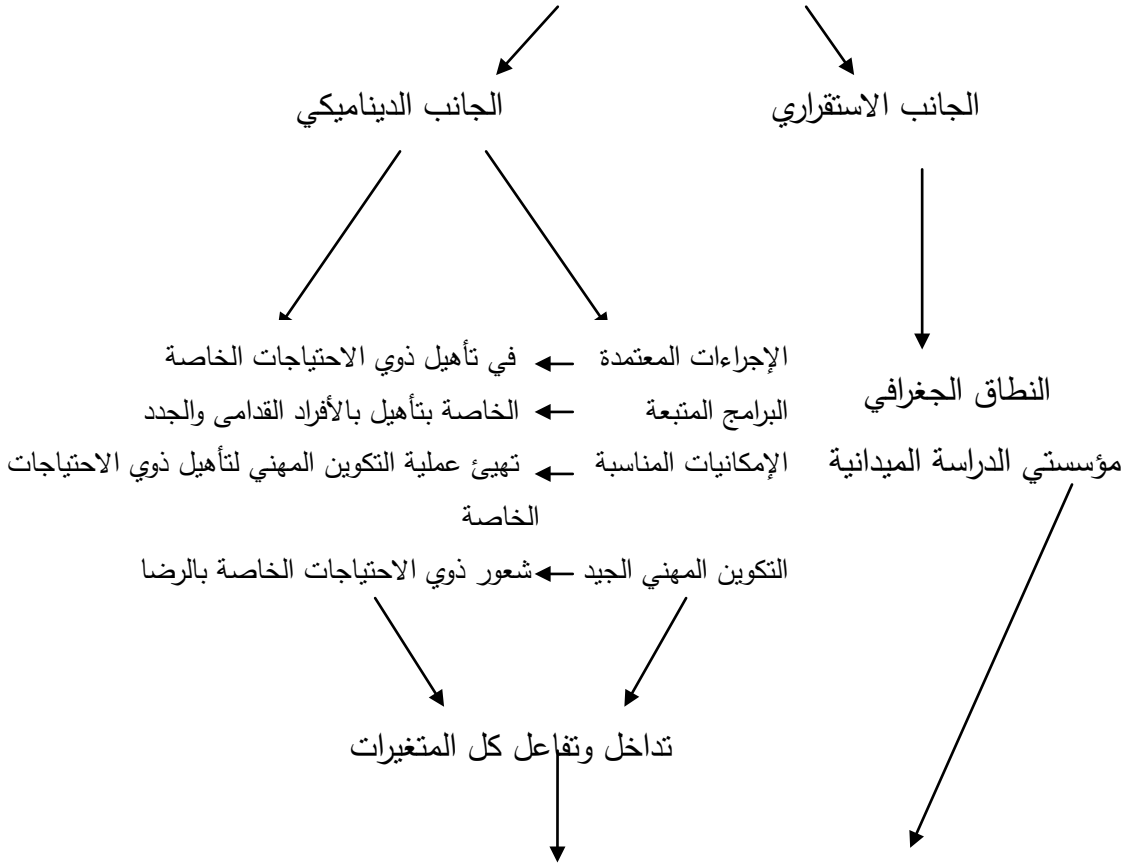 الجانب الاستقراري
الجانب الديناميكي
النطاق الجغرافي
مؤسستي الدراسة الميدانية
الإجراءات المعتمدة
في تأهيل ذوي الاحتياجات الخاصة
البرامج المتبعة
الخاصة بتأهيل بالأفراد القدامى والجدد
الإمكانيات المناسبة
تهيئ عملية التكوين المهني لتأهيل ذوي الاحتياجات
الخاصة
التكوين المهني الجيد
شعور ذوي الاحتياجات الخاصة بالرضا
تداخل وتفاعل كل المتغيرات